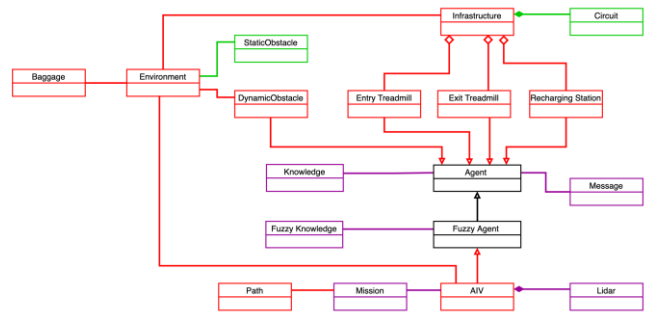 Infrastructure
Circuit
StaticObstacle
Baggage
Environment
DynamicObstacle
Entry Treadmill
Exit Treadmill
Recharging Station
Knowledge
Agent
Message
Fuzzy Knowledge
Fuzzy Agent
Path
Mission
AIV
Lidar